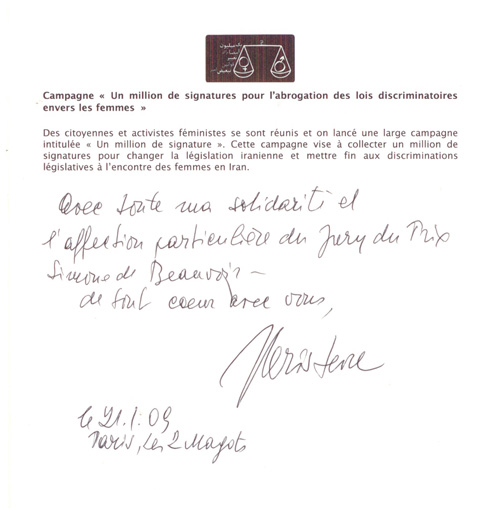 Campagne « Un million de signatures pour l'abrogation des lois discriminatoires
envers les femmes »
Des citoyennes et activistes féministes se sont réunis et on lancé une large campagne
intitulée « Un million de signature ». Cette campagne vise à collecter un million de
signatures pour changer la législation iranienne et mettre fin aux discriminations
législatives à l'encontre des femmes en Iran.
Avec toute ma solidarité et
l'affection particulière du Jury du Prix
Simone de Beauvoir —
de tout coeur avec vous,
le 21.1.09
Paris, les 2 Magots